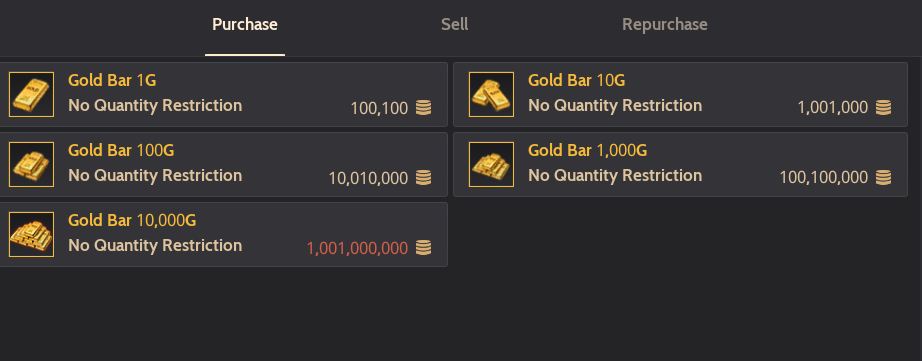 Purchase
Sell
Repurchase
Gold Bar 1G
No Quantity Restriction
100,100
Gold Bar 10G
No Quantity Restriction
1,001,000
Gold Bar 100G
No Quantity Restriction
10,010,000
Gold Bar 1,000G
No Quantity Restriction
100,100,000
Gold Bar 10,000G
No Quantity Restriction
1,001,000,000